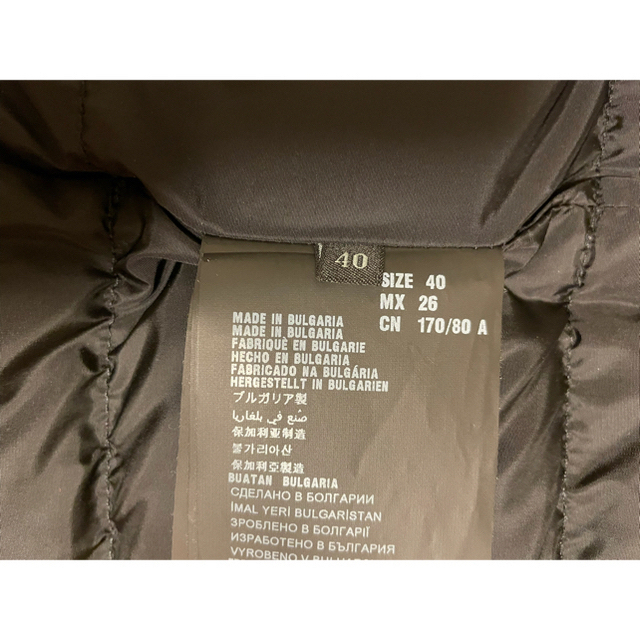 40
SIZE 40
MX 26
CN 170/80 A
MADE IN BULGARIA
MADE IN BULGARIA
FABRIQUÉ EN BULGARIE
HECHO EN BULGARIA
FABRICADO NA BULGÁRIA
HERGESTELLT IN BULGARIEN
ブルガリア製
صنع في بلغاريا
保加利亚制造
불가리아산
保加利亞製造
BUATAN BULGARIA
СДЕЛАНО В БОЛГАРИИ
İMAL YERİ BULGARİSTAN
ЗРОБЛЕНО В БОЛГАРІЇ
ИЗРАБОТЕНО В БЪЛГАРИЯ
VYROBENO V